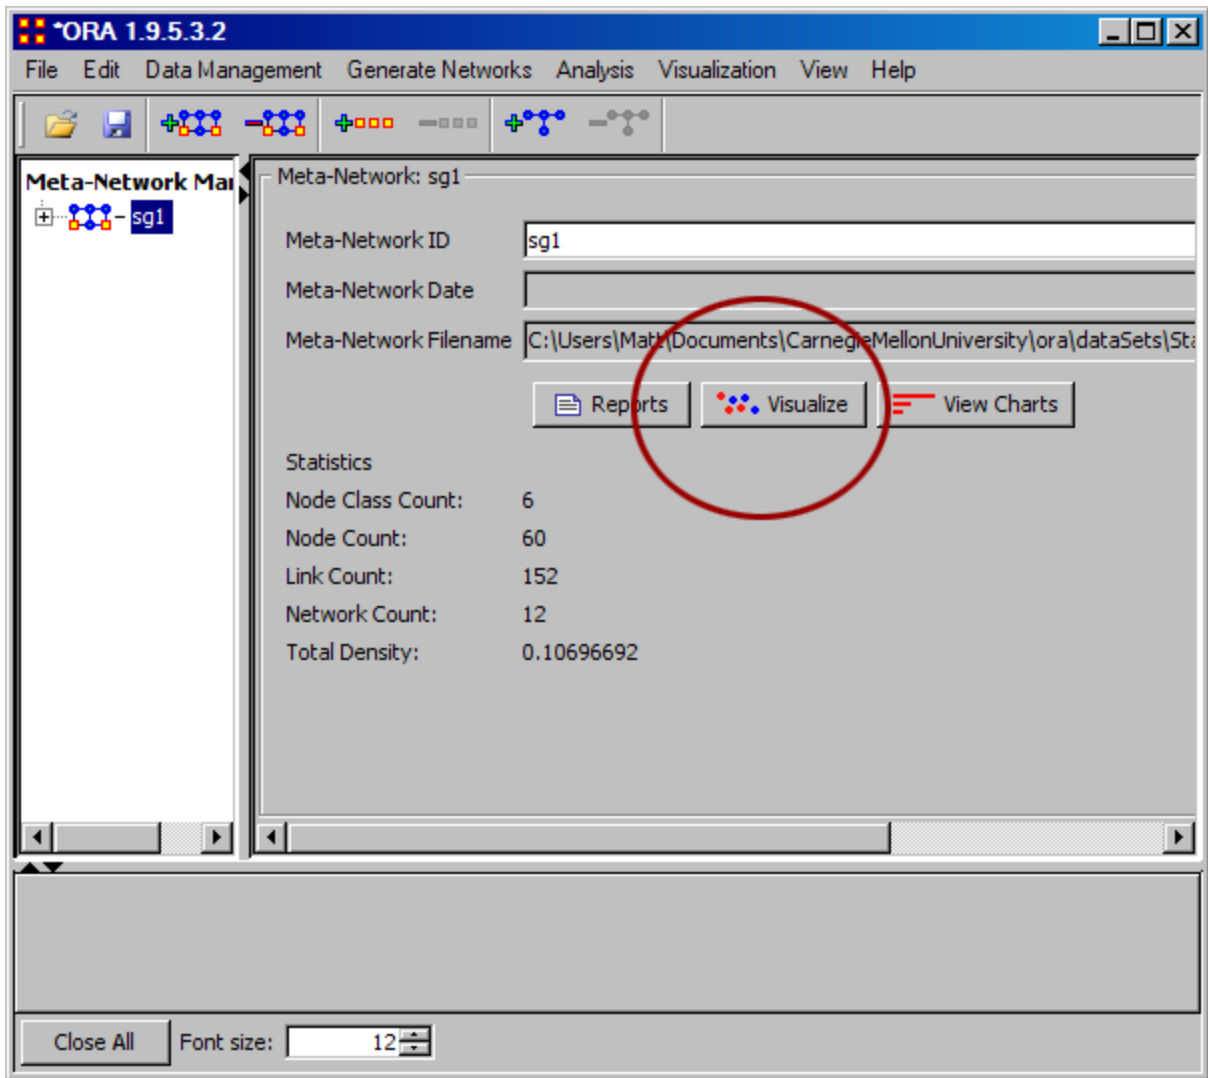 *ORA 1.9.5.3.2
File Edit Data Management Generate Networks Analysis Visualization View Help
Meta-Network Mar
sg1
Meta-Network: sg1
Meta-Network ID sg1
Meta-Network Date
Meta-Network Filename C:\Users\Matt\Documents\CarnegieMellonUniversity\ora\dataSets\Sta
Reports Visualize View Charts
Statistics
Node Class Count: 6
Node Count: 60
Link Count: 152
Network Count: 12
Total Density: 0.10696692
Close All Font size: 12